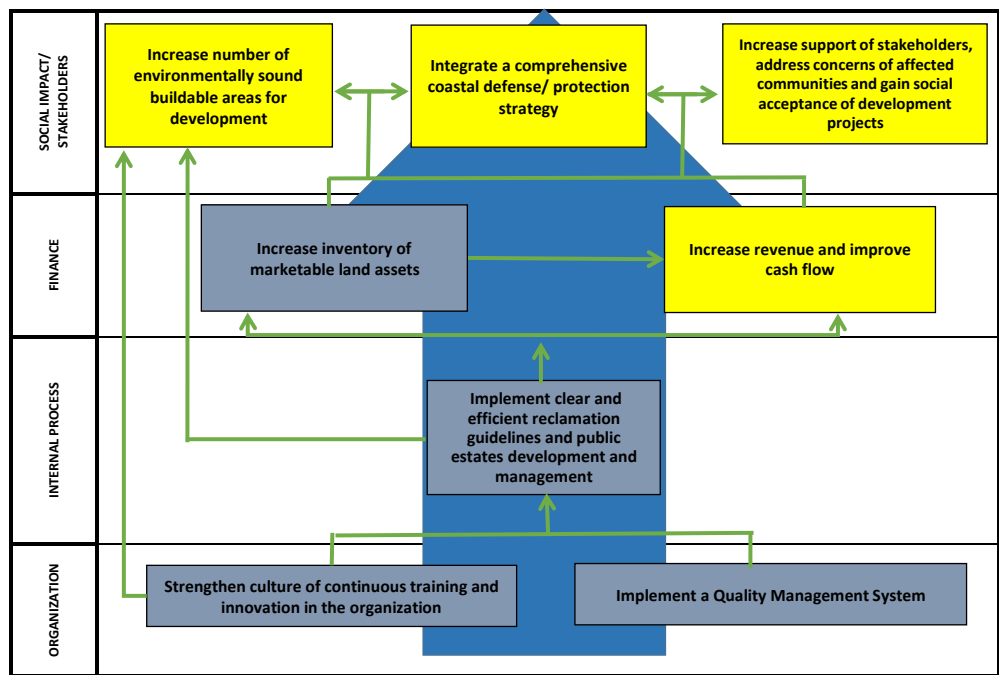 SOCIAL IMPACT/
STAKEHOLDERS
Increase number of
environmentally sound
buildable areas for
development
Integrate a comprehensive
coastal defense/ protection
strategy
Increase support of stakeholders,
address concerns of affected
communities and gain social
acceptance of development
projects
FINANCE
Increase inventory of
marketable land assets
Increase revenue and improve
cash flow
INTERNAL PROCESS
Implement clear and
efficient reclamation
guidelines and public
estates development and
management
ORGANIZATION
Strengthen culture of continuous training and
innovation in the organization
Implement a Quality Management System